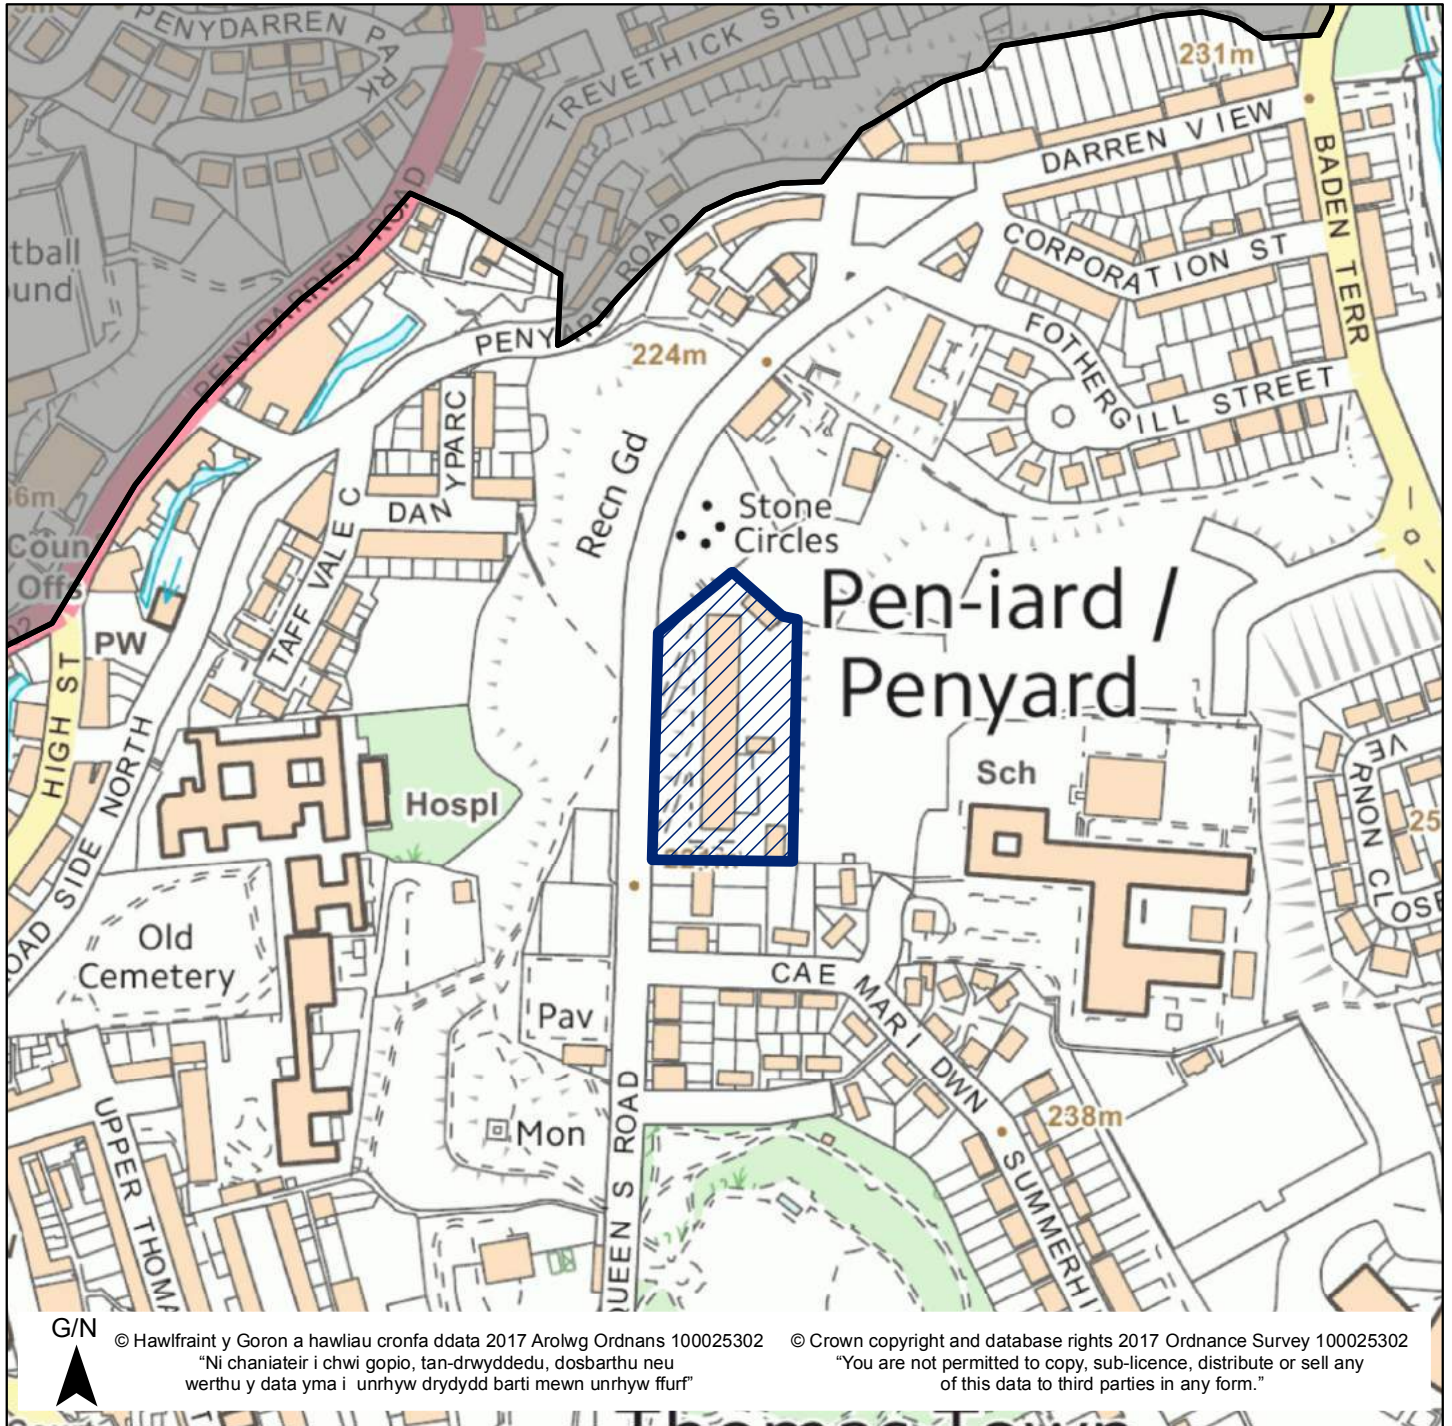 PENYDARREN PARK
TREVETHICK
231m
DARREN VIEW
BADEN TERR
PENYDARREN ROAD
ROAD
CORPORATION ST
PENYARD
224m
FOTHERGILL STREET
DAN YPARC
Recn Gd
Stone
Circles
Coun
Offs
TAFF VALE C
PW
Pen-iard /
Penyard
HIGH ST
Hospl
Sch
VERNON CLOSE
ROAD SIDE NORTH
Old
Cemetery
CAE MARI DWN
Pav
Mon
238m
UPPER THOMA
QUEEN S ROAD
SUMMERHI
G/N
© Hawlfraint y Goron a hawliau cronfa ddata 2017 Arolwg Ordnans 100025302
“Ni chaniateir i chwi gopio, tan-drwyddedu, dosbarthu neu
werthu y data yma i unrhyw drydydd barti mewn unrhyw ffurf”
© Crown copyright and database rights 2017 Ordnance Survey 100025302
“You are not permitted to copy, sub-licence, distribute or sell any
of this data to third parties in any form.”
Thomas Town